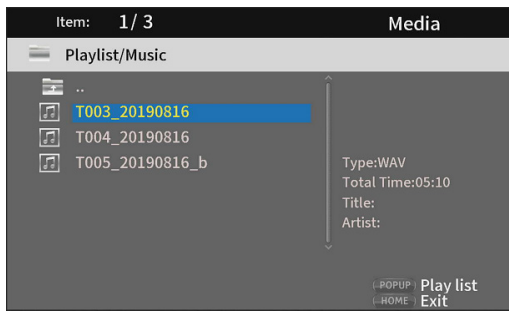 Item: 1/ 3 Media
Playlist/Music
..
T003_20190816
T004_20190816
T005_20190816_b
Type:WAV
Total Time:05:10
Title:
Artist:
POPUP Play list
HOME Exit